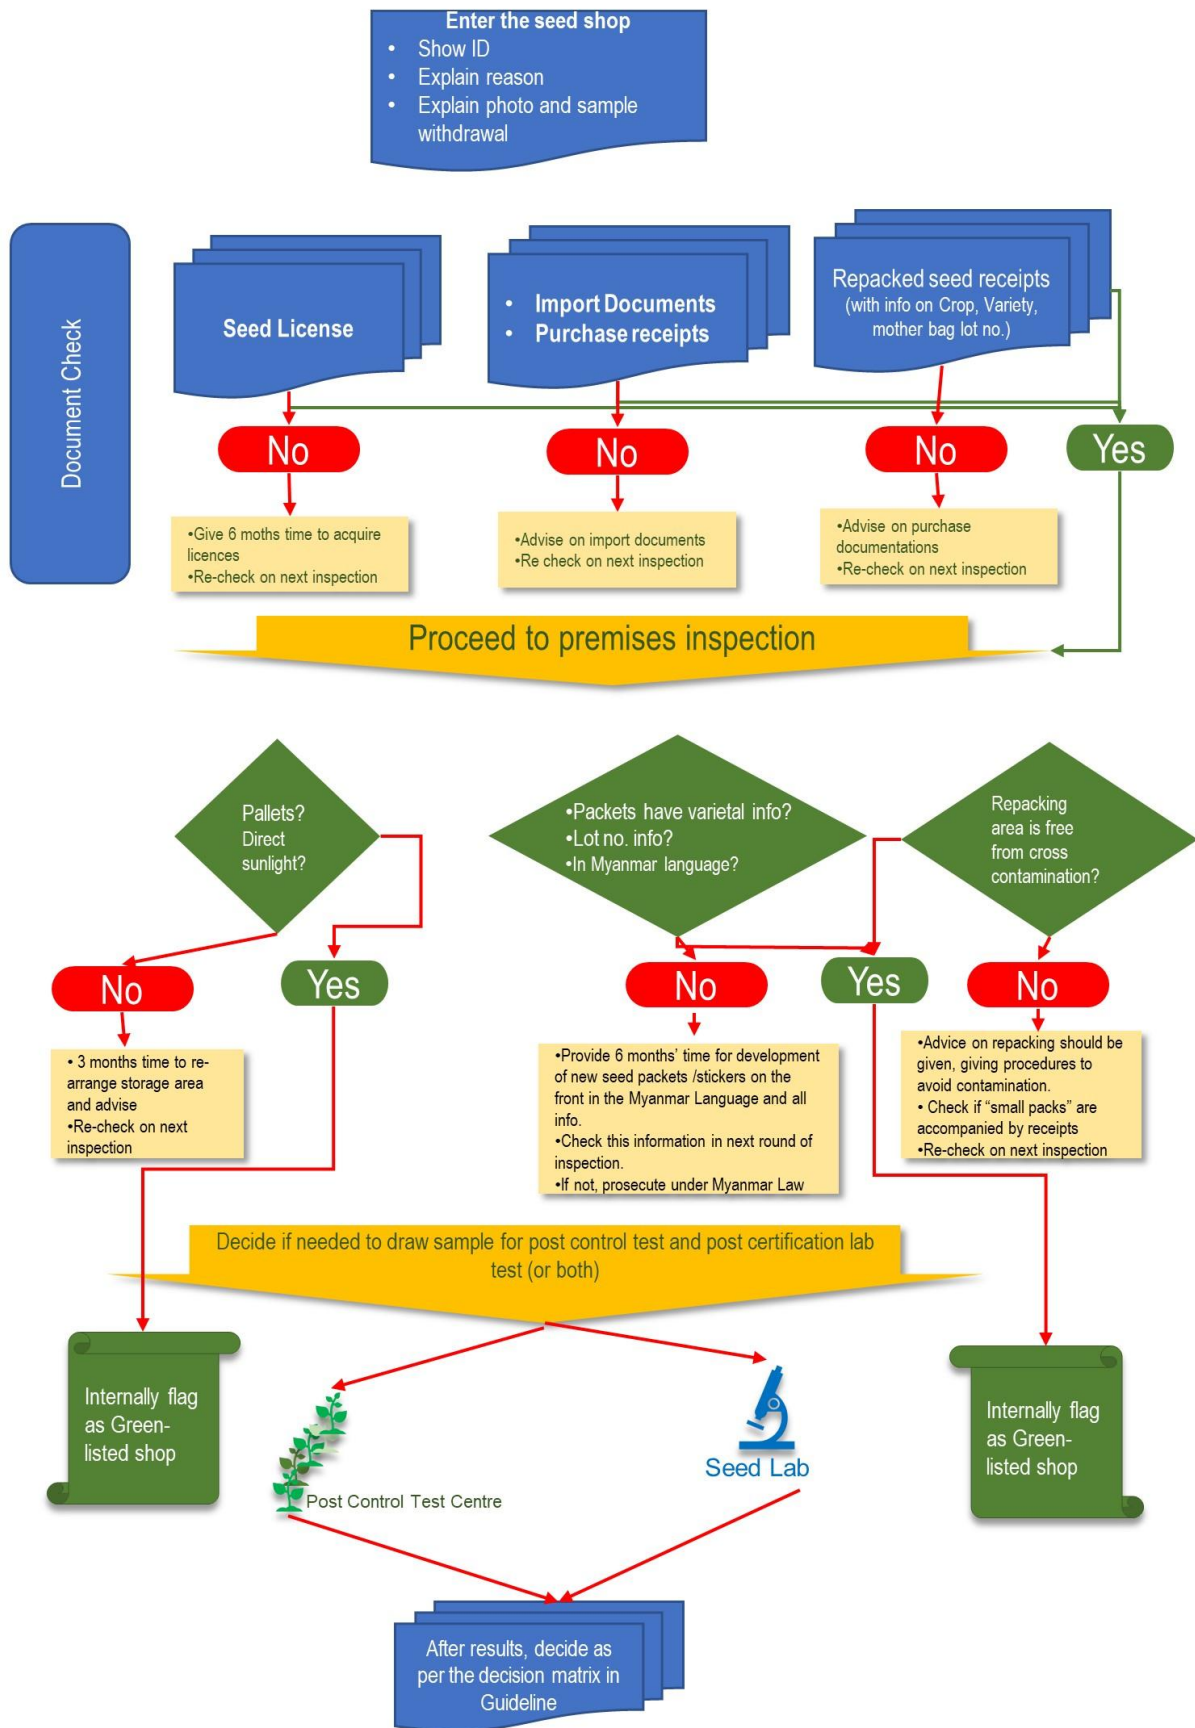 Enter the seed shop
• Show ID
• Explain reason
• Explain photo and sample
withdrawal
Document Check
Seed License
• Import Documents
• Purchase receipts
Repacked seed receipts
(with info on Crop, Variety,
mother bag lot no.)
No
No
No
Yes
•Give 6 moths time to acquire
licences
•Re-check on next inspection
•Advise on import documents
•Re check on next inspection
•Advise on purchase
documentations
•Re-check on next inspection
Proceed to premises inspection
Pallets?
Direct
sunlight?
•Packets have varietal info?
•Lot no. info?
•In Myanmar language?
Repacking
area is free
from cross
contamination?
No
Yes
No
Yes
No
• 3 months time to re-
arrange storage area
and advise
•Re-check on next
inspection
•Provide 6 months’ time for development
of new seed packets /stickers on the
front in the Myanmar Language and all
info.
•Check this information in next round of
inspection.
•If not, prosecute under Myanmar Law
•Advice on repacking should be
given, giving procedures to
avoid contamination.
• Check if “small packs” are
accompanied by receipts
•Re-check on next inspection
Decide if needed to draw sample for post control test and post certification lab
test (or both)
Internally flag
as Green-
listed shop
Post Control Test Centre
Seed Lab
Internally flag
as Green-
listed shop
After results, decide as
per the decision matrix in
Guideline